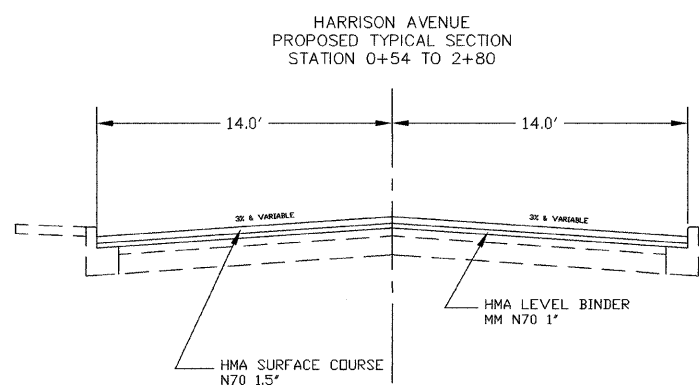 HARRISON AVENUE
PROPOSED TYPICAL SECTION
STATION 0+54 TO 2+80
14.0' 14.0'
3% & VARIABLE 3% & VARIABLE
HMA LEVEL BINDER
MM N70 1"
HMA SURFACE COURSE
N70 1.5"